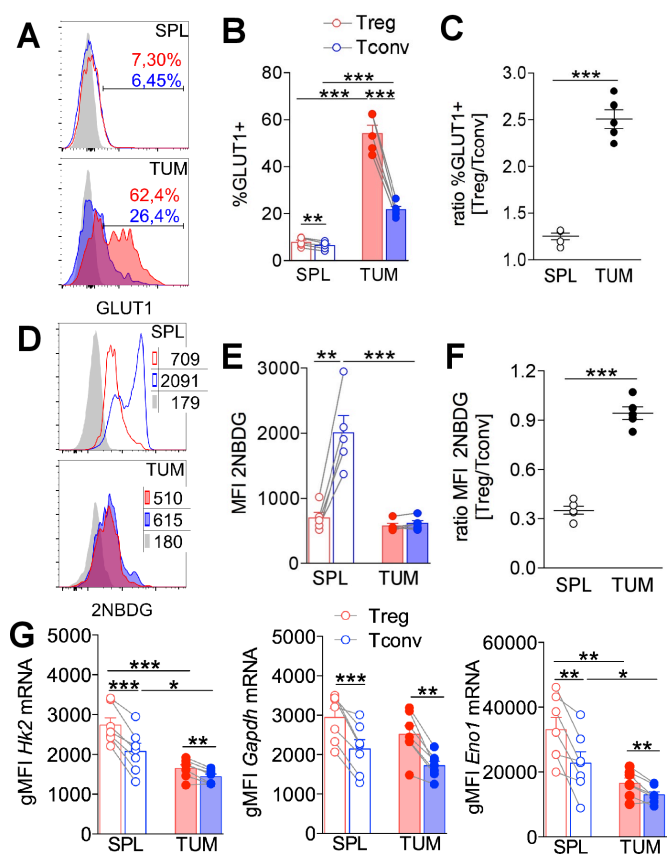 A
SPL
7,30%
6,45%
TUM
62,4%
26,4%
GLUT1
B
Treg
Tconv
%GLUT1+
80
60
40
20
0
***
*** ***
**
SPL TUM
C
ratio %GLUT1+
[Treg/Tconv]
3.0
2.5
1.6
1.3
1.0
***
SPL TUM
D
SPL
709
2091
179
TUM
510
615
180
2NBDG
E
MFI 2NBDG
3000
2000
1000
0
** ***
SPL TUM
F
ratio MFI 2NBDG
[Treg/Tconv]
1.2
0.9
0.6
0.3
0.0
***
SPL TUM
G
Treg
Tconv
gMFI Hk2 mRNA
5000
4000
3000
2000
1000
0
***
*** *
**
SPL TUM
gMFI Gapdh mRNA
5000
4000
3000
2000
1000
0
***
**
SPL TUM
gMFI Eno1 mRNA
60000
40000
20000
0
**
** *
**
SPL TUM